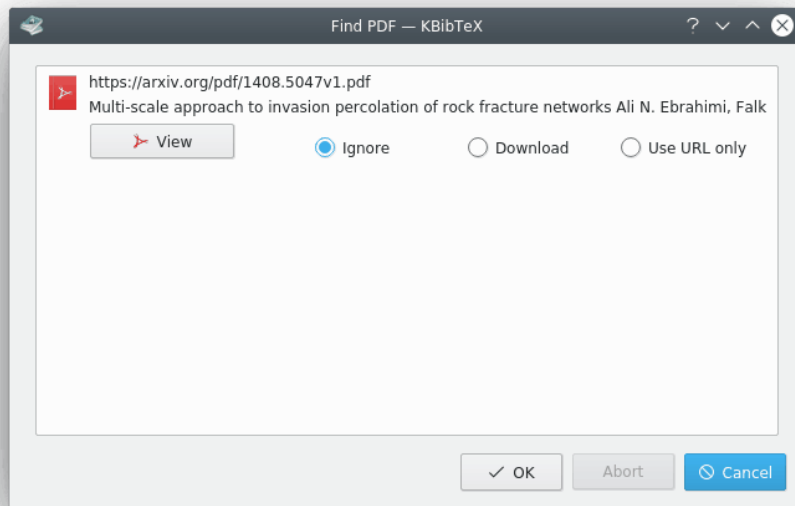 Find PDF — KBibTeX
https://arxiv.org/pdf/1408.5047v1.pdf
Multi-scale approach to invasion percolation of rock fracture networks Ali N. Ebrahimi, Falk
View
Ignore
Download
Use URL only
OK
Abort
Cancel